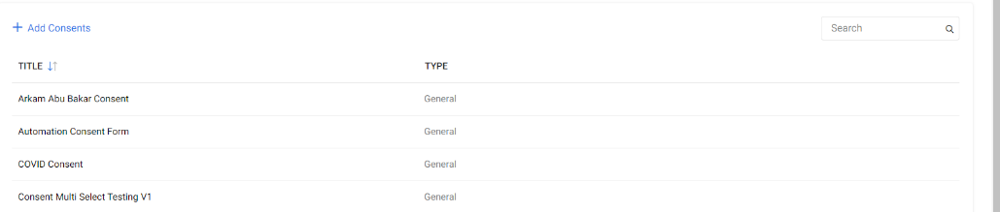 Add Consents
Search
TITLE
TYPE
Arkam Abu Bakar Consent
General
Automation Consent Form
General
COVID Consent
General
Consent Multi Select Testing V1
General